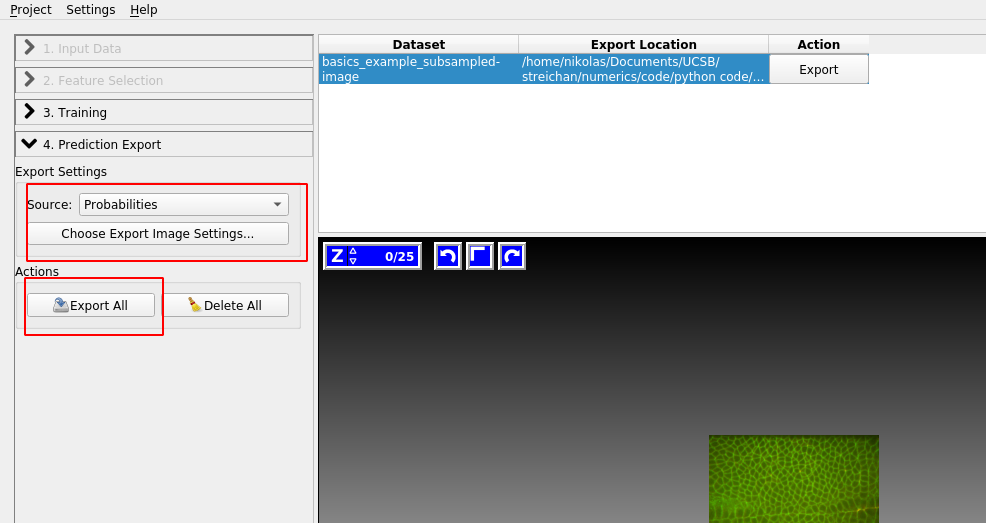 Project Settings Help
1. Input Data
2. Feature Selection
3. Training
4. Prediction Export
Export Settings
Source: Probabilities
Choose Export Image Settings...
Actions
Export All Delete All
Dataset Export Location Action
basics_example_subsampled-
image
/home/nikolas/Documents/UCSB/
streichan/numerics/code/python code/...
Export
Z 0/25